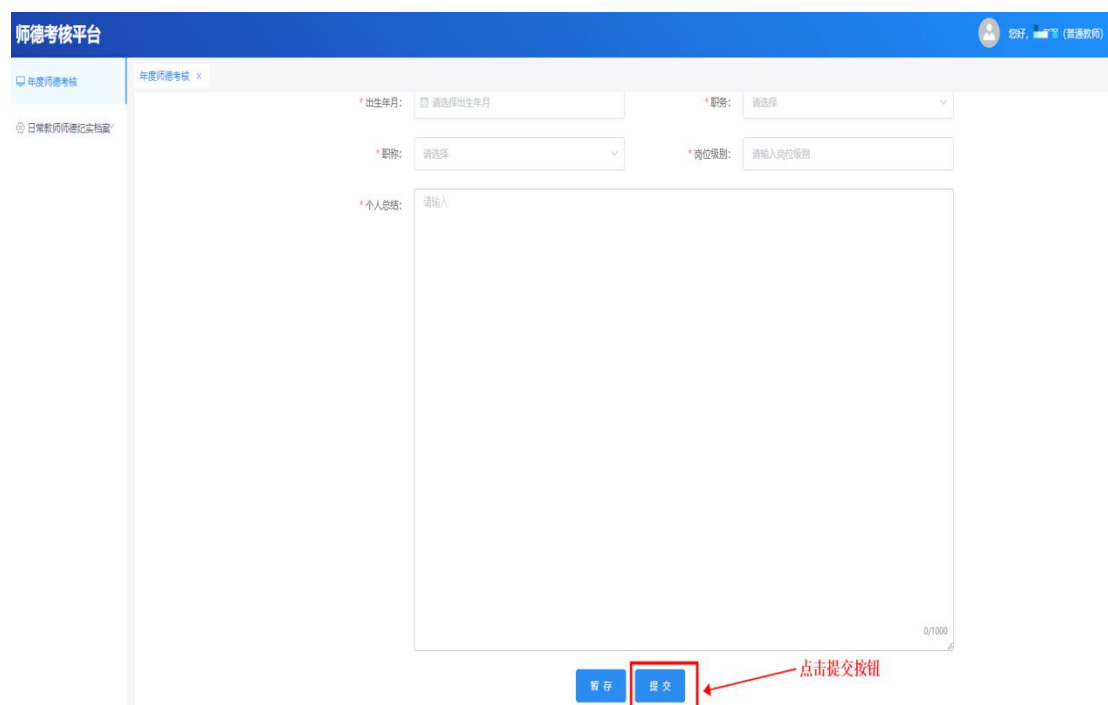 师德考核平台
您好, (普通教师)
年度师德考核
年度师德考核 ×
日常教师师德纪实档案
*出生年月: 请选择出生年月 *职务: 请选择
*职称: 请选择 *岗位级别: 请输入岗位级别
*个人总结: 请输入
0/1000
暂存 提交 点击提交按钮